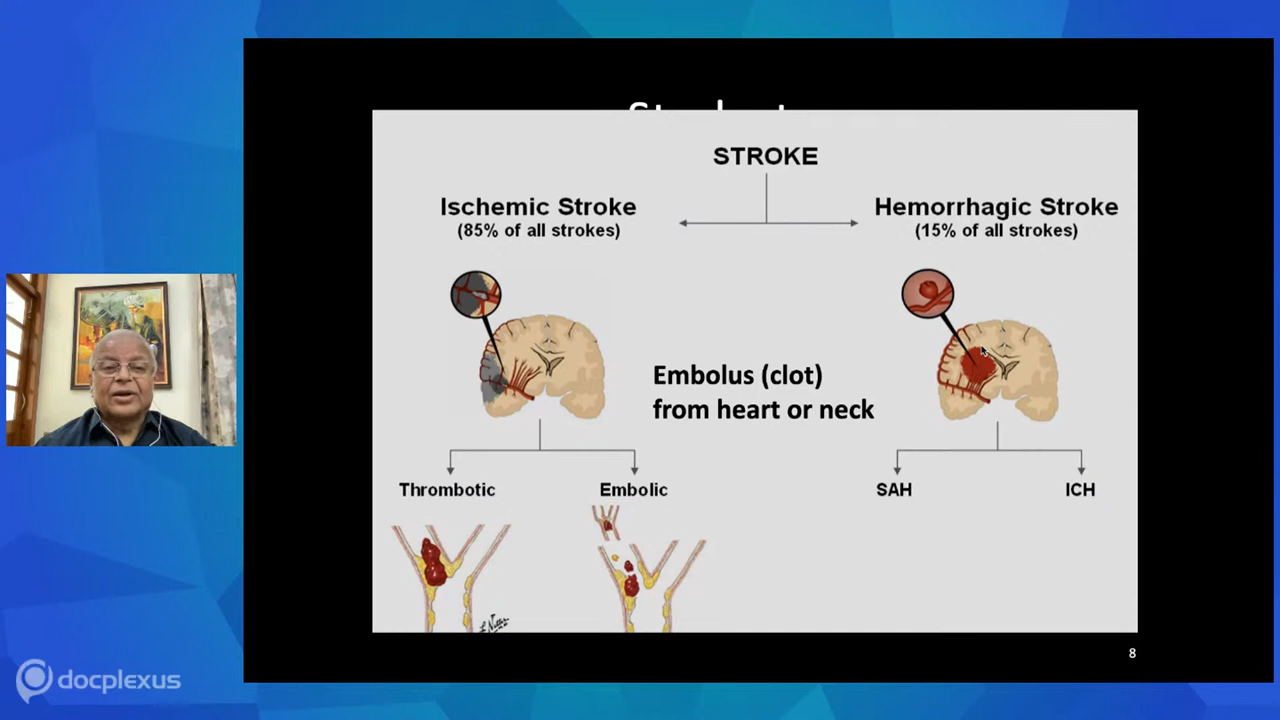 STROKE
Ischemic Stroke
(85% of all strokes)
Hemorrhagic Stroke
(15% of all strokes)
Embolus (clot)
from heart or neck
Thrombotic
Embolic
SAH
ICH
8
docplexus